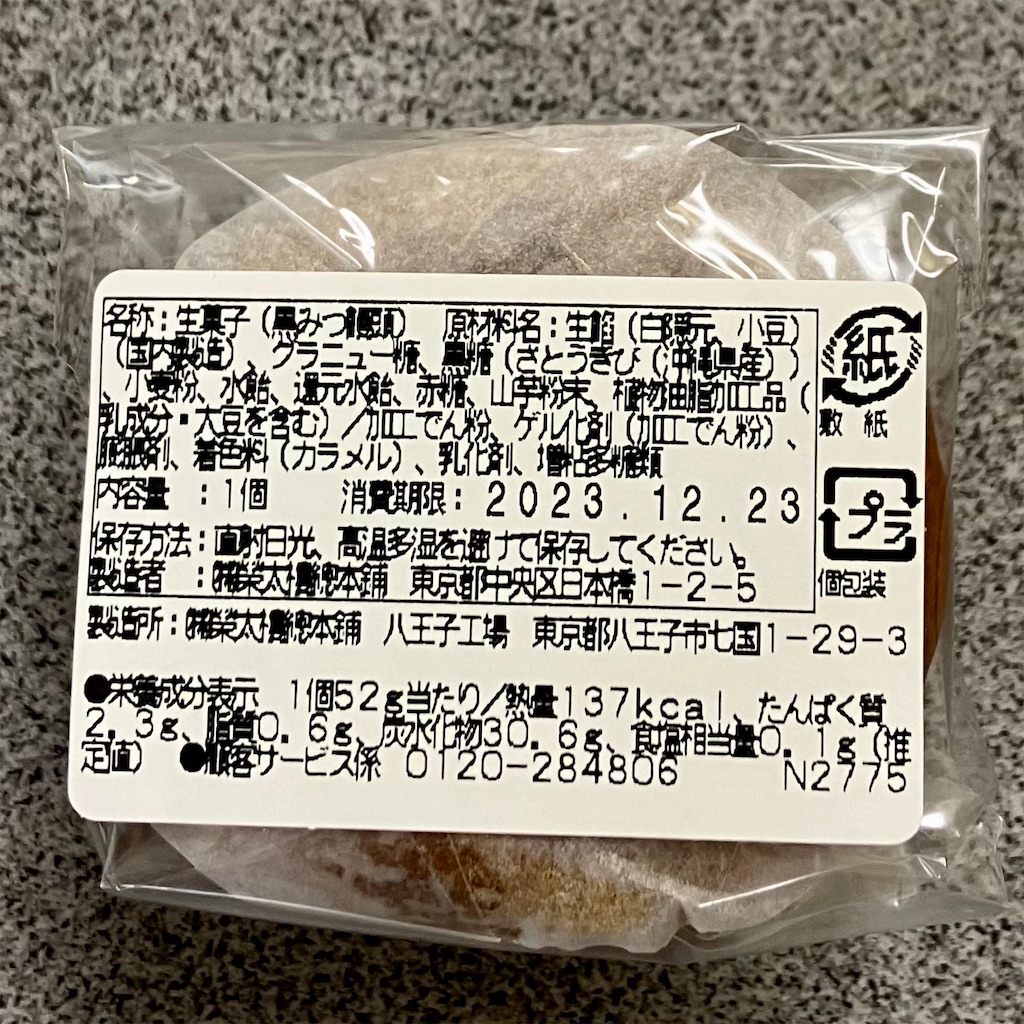 名称：生菓子（黒みつ饅頭）　原材料名：生餡（白隠元、小豆）
（国内製造）、グラニュー糖、黒糖（さとうきび（沖縄県産））
、小麦粉、水飴、還元水飴、赤糖、山芋粉末、植物油脂加工品（
乳成分・大豆を含む）／加工でん粉、ゲル化剤（加工でん粉）、
膨脹剤、着色料（カラメル）、乳化剤、増粘多糖類
内容量　：1個　　消費期限：2023.12.23
保存方法：直射日光、高温多湿を避けて保存してください。
製造者　：㈱榮太樓總本鋪　東京都中央区日本橋1-2-5
製造所：㈱榮太樓總本鋪　八王子工場　東京都八王子市七国1-29-3
●栄養成分表示　1個52g当たり／熱量137kcal、たんぱく質
2.3g、脂質0.6g、炭水化物30.6g、食塩相当量0.1g（推
定値）　●顧客サービス係　0120-284806　　N2775
紙
敷紙
プラ
個包装